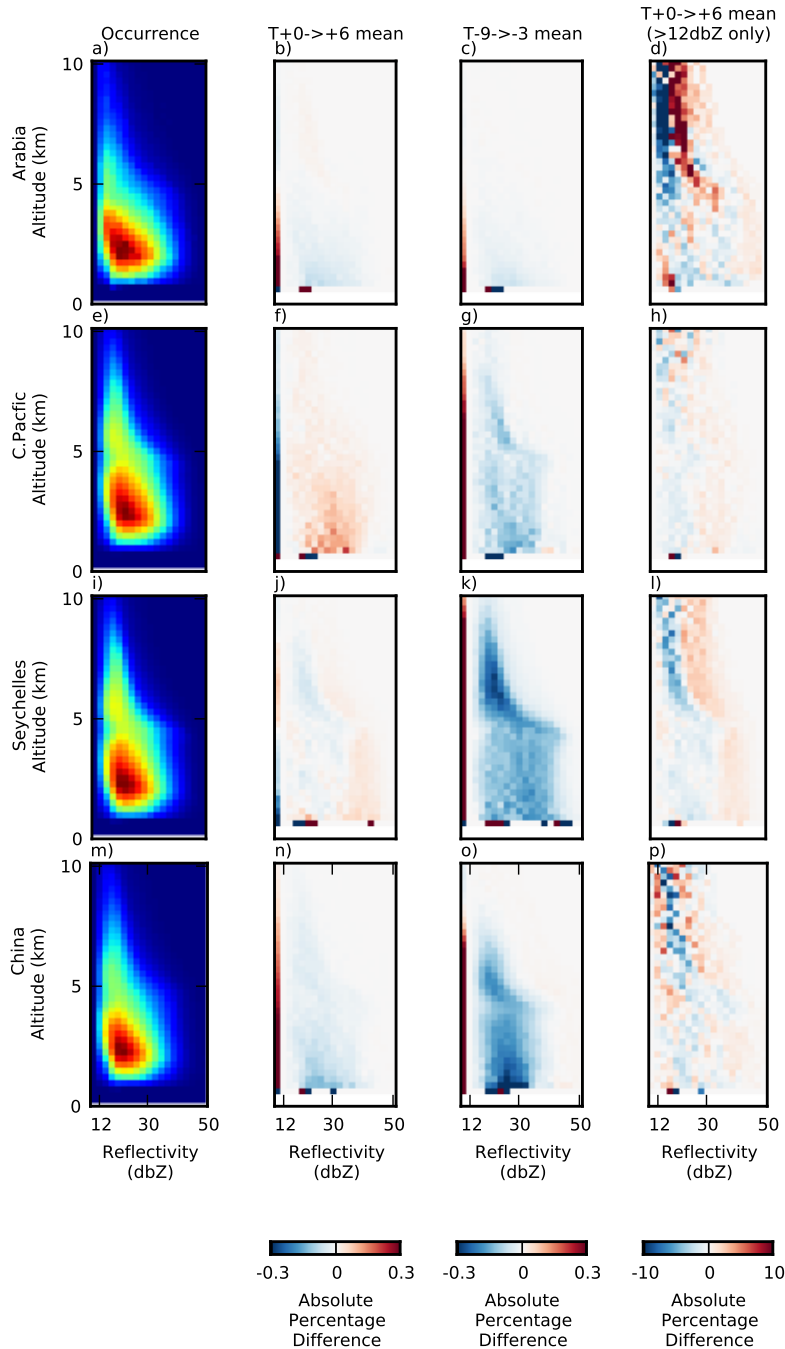 T+0->+6 mean
Occurrence T+0->+6 mean T-9->-3 mean (>12dbZ only)
a) b) c) d)
10
5
0
Arabia
Altitude (km)
e) f) g) h)
10
5
0
C.Pacfic
Altitude (km)
i) j) k) l)
10
5
0
Seychelles
Altitude (km)
m) n) o) p)
10
5
0
China
Altitude (km)
12 30 50 12 30 50 12 30 50 12 30 50
Reflectivity Reflectivity Reflectivity Reflectivity
(dbZ) (dbZ) (dbZ) (dbZ)
-0.3 0 0.3 -0.3 0 0.3 -10 0 10
Absolute Absolute Absolute
Percentage Percentage Percentage
Difference Difference Difference